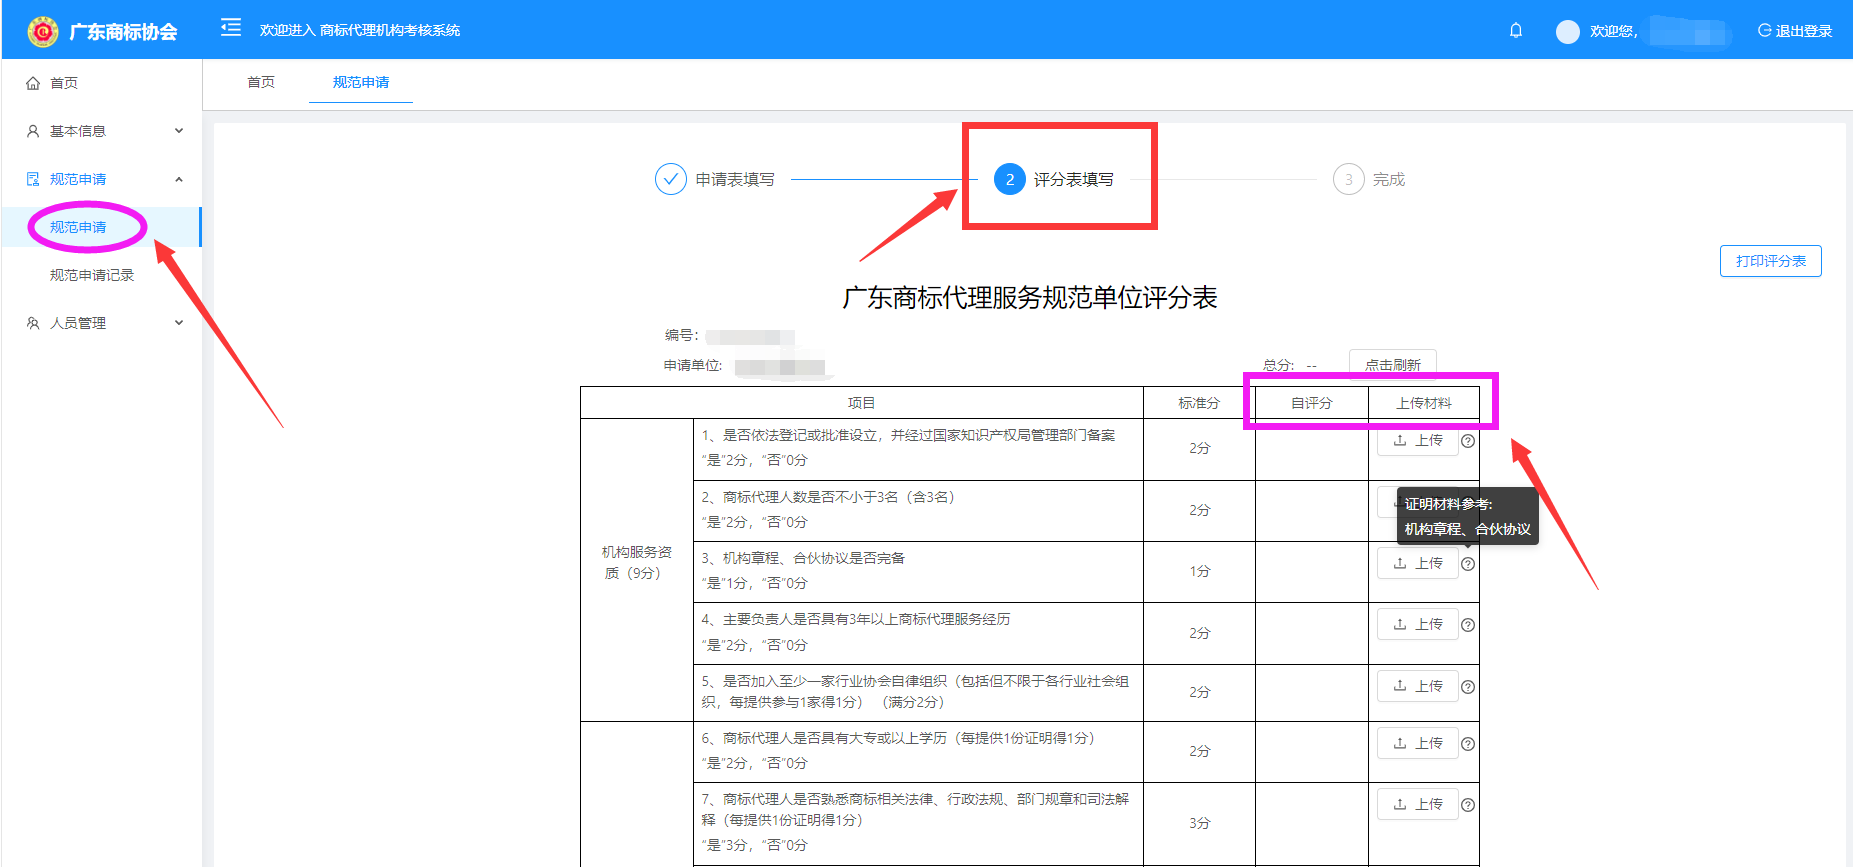 广东商标协会
欢迎进入 商标代理机构考核系统
欢迎您,
退出登录
首页
基本信息
规范申请
规范申请
规范申请记录
人员管理
首页
规范申请
申请表填写
2 评分表填写
3 完成
打印评分表
广东商标代理服务规范单位评分表
编号:
申请单位:
总分: --
点击刷新
项目
标准分
自评分
上传材料
机构服务资
质（9分）
1、是否依法登记或批准设立，并经过国家知识产权局管理部门备案
“是”2分，“否”0分
2分
上传
2、商标代理人数是否不小于3名（含3名）
“是”2分，“否”0分
2分
证明材料参考:
机构章程、合伙协议
3、机构章程、合伙协议是否完备
“是”1分，“否”0分
1分
上传
4、主要负责人是否具有3年以上商标代理服务经历
“是”2分，“否”0分
2分
上传
5、是否加入至少一家行业协会自律组织（包括但不限于各行业社会组
织，每提供参与1家得1分）（满分2分）
2分
上传
6、商标代理人是否具有大专或以上学历（每提供1份证明得1分）
“是”2分，“否”0分
2分
上传
7、商标代理人是否熟悉商标相关法律、行政法规、部门规章和司法解
释（每提供1份证明得1分）
“是”3分，“否”0分
3分
上传